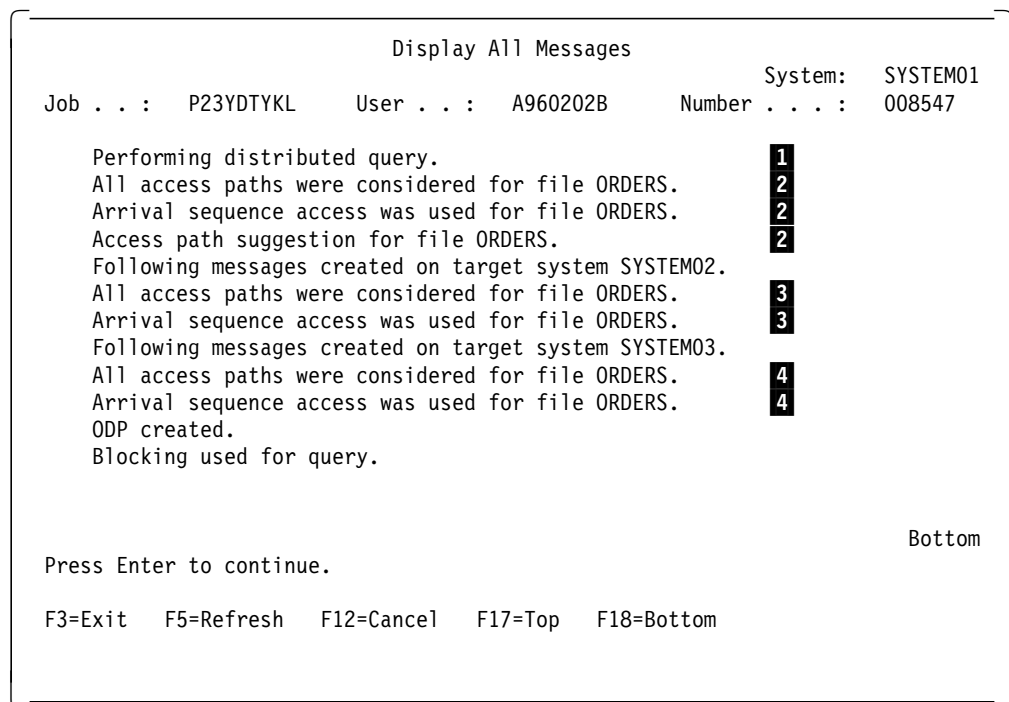 Display All Messages
System: SYSTEM01
Job . . : P23YDTYKL User . . : A960202B Number . . . : 008547
Performing distributed query. 1
All access paths were considered for file ORDERS. 2
Arrival sequence access was used for file ORDERS. 2
Access path suggestion for file ORDERS. 2
Following messages created on target system SYSTEM02.
All access paths were considered for file ORDERS. 3
Arrival sequence access was used for file ORDERS. 3
Following messages created on target system SYSTEM03.
All access paths were considered for file ORDERS. 4
Arrival sequence access was used for file ORDERS. 4
ODP created.
Blocking used for query.
Bottom
Press Enter to continue.
F3=Exit F5=Refresh F12=Cancel F17=Top F18=Bottom